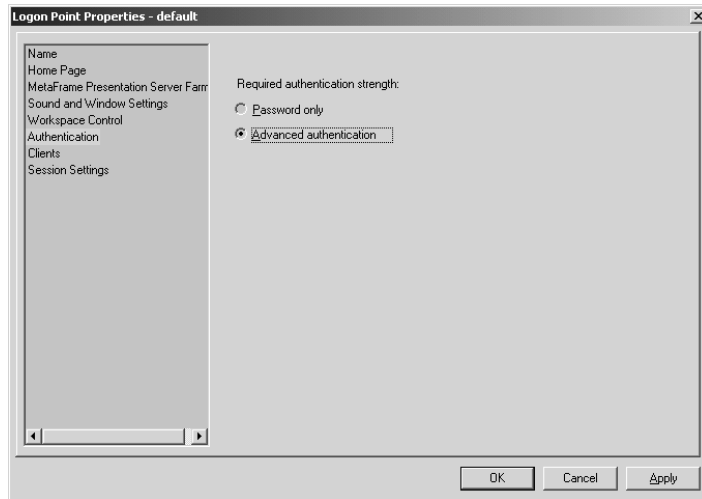 Logon Point Properties - default
Name
Home Page
MetaFrame Presentation Server Farm
Sound and Window Settings
Workspace Control
Authentication
Clients
Session Settings
Required authentication strength:
Password only
Advanced authentication
OK
Cancel
Apply